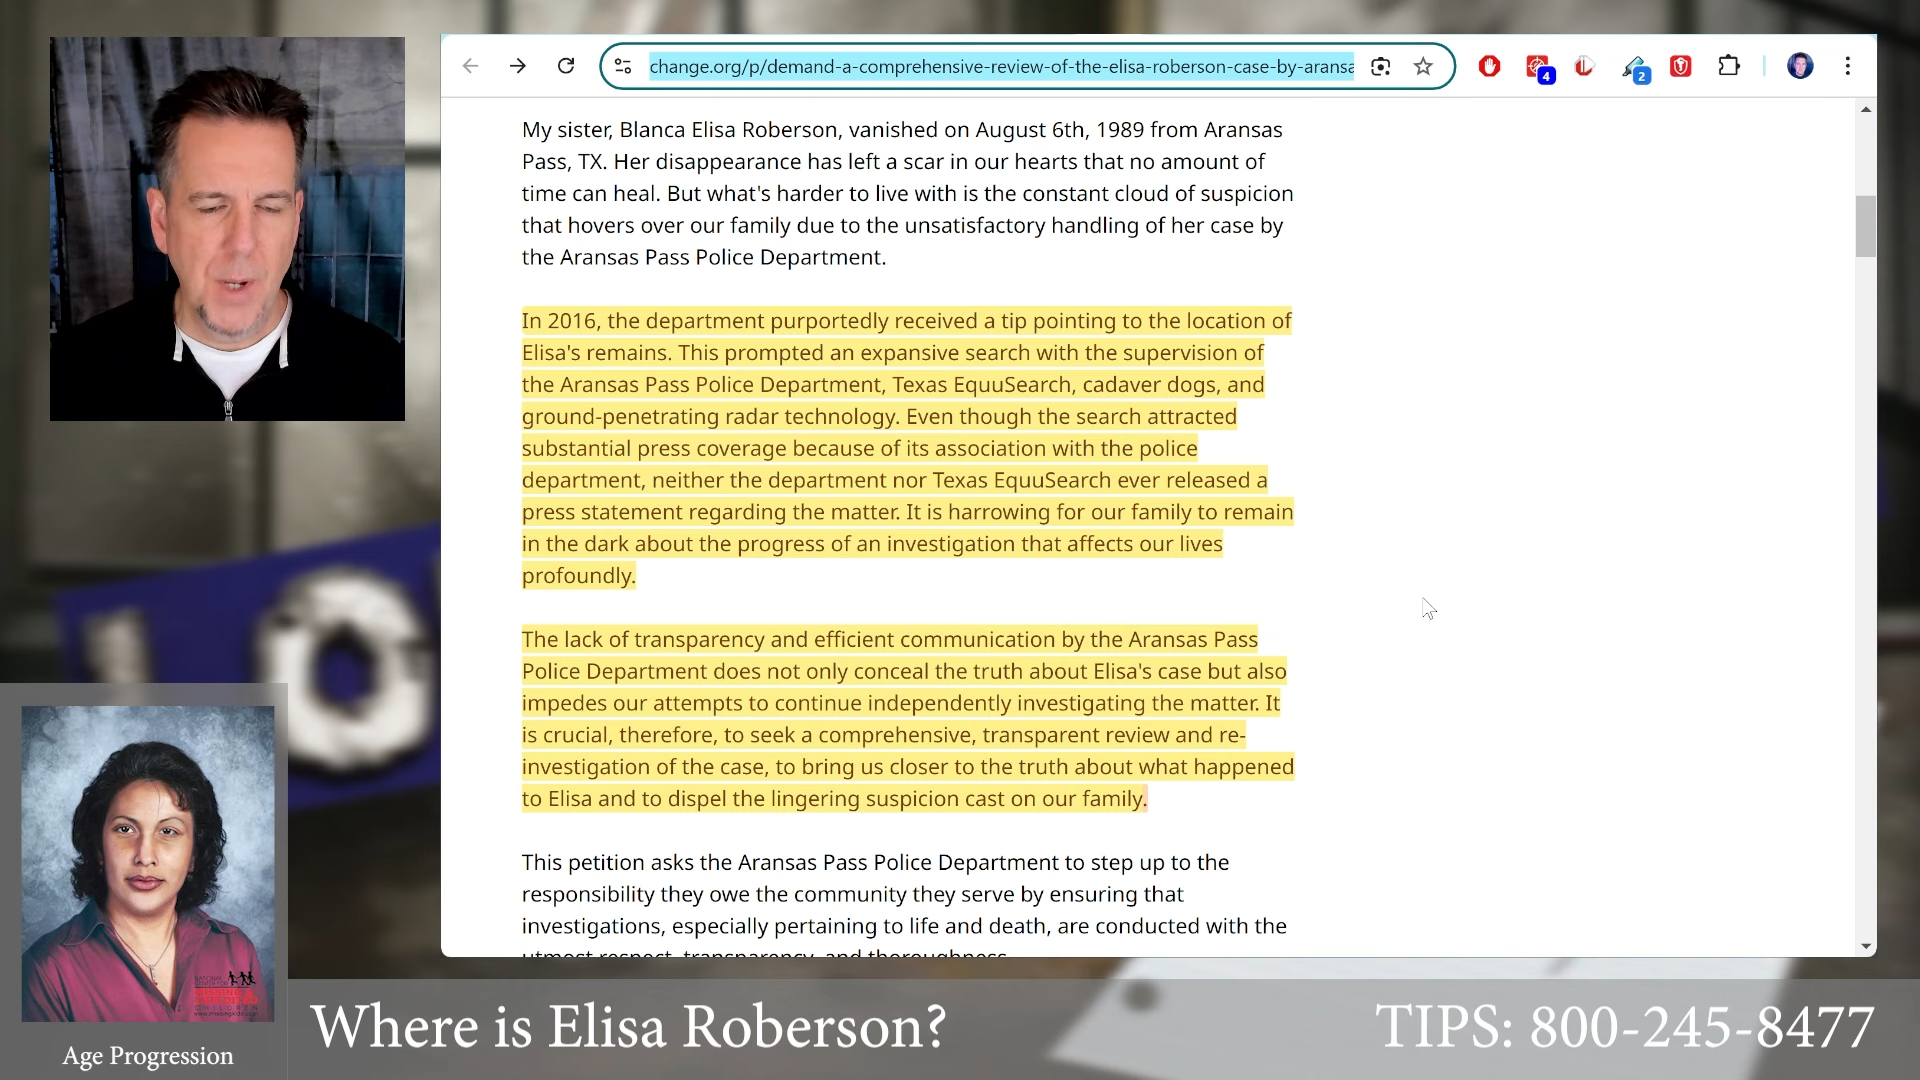 change.org/p/demand-a-comprehensive-review-of-the-elisa-roberson-case-by-aransa
4
2
My sister, Blanca Elisa Roberson, vanished on August 6th, 1989 from Aransas
Pass, TX. Her disappearance has left a scar in our hearts that no amount of
time can heal. But what's harder to live with is the constant cloud of suspicion
that hovers over our family due to the unsatisfactory handling of her case by
the Aransas Pass Police Department.
In 2016, the department purportedly received a tip pointing to the location of
Elisa's remains. This prompted an expansive search with the supervision of
the Aransas Pass Police Department, Texas EquuSearch, cadaver dogs, and
ground-penetrating radar technology. Even though the search attracted
substantial press coverage because of its association with the police
department, neither the department nor Texas EquuSearch ever released a
press statement regarding the matter. It is harrowing for our family to remain
in the dark about the progress of an investigation that affects our lives
profoundly.
The lack of transparency and efficient communication by the Aransas Pass
Police Department does not only conceal the truth about Elisa's case but also
impedes our attempts to continue independently investigating the matter. It
is crucial, therefore, to seek a comprehensive, transparent review and re-
investigation of the case, to bring us closer to the truth about what happened
to Elisa and to dispel the lingering suspicion cast on our family.
This petition asks the Aransas Pass Police Department to step up to the
responsibility they owe the community they serve by ensuring that
investigations, especially pertaining to life and death, are conducted with the
utmost respect, transparency, and thoroughness.
Age Progression
Where is Elisa Roberson?
TIPS: 800-245-8477